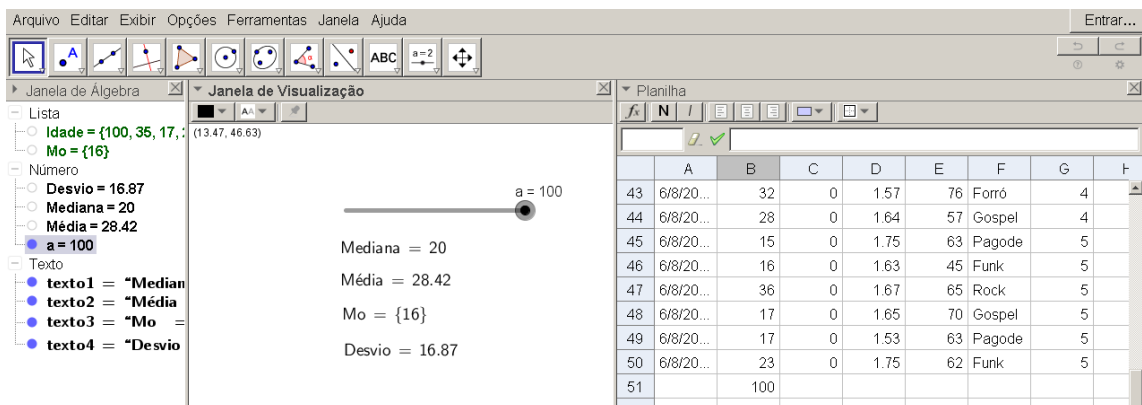 Arquivo Editar Exibir Opções Ferramentas Janela Ajuda Entrar...
A ABC a=2
Janela de Álgebra
Lista
Idade = {100, 35, 17,
Mo = {16}
Número
Desvio = 16.87
Mediana = 20
Média = 28.42
a = 100
Texto
texto1 = “Median
texto2 = “Média
texto3 = “Mo =
texto4 = “Desvio
Janela de Visualização
AA
(13.47, 46.63)
a = 100
Mediana = 20
Média = 28.42
Mo = {16}
Desvio = 16.87
Planilha
fx N I
A B C D E F G
43 6/8/20... 32 0 1.57 76 Forró 4
44 6/8/20... 28 0 1.64 57 Gospel 4
45 6/8/20... 15 0 1.75 63 Pagode 5
46 6/8/20... 16 0 1.63 45 Funk 5
47 6/8/20... 36 0 1.67 65 Rock 5
48 6/8/20... 17 0 1.65 70 Gospel 5
49 6/8/20... 17 0 1.53 63 Pagode 5
50 6/8/20... 23 0 1.75 62 Funk 5
51 100